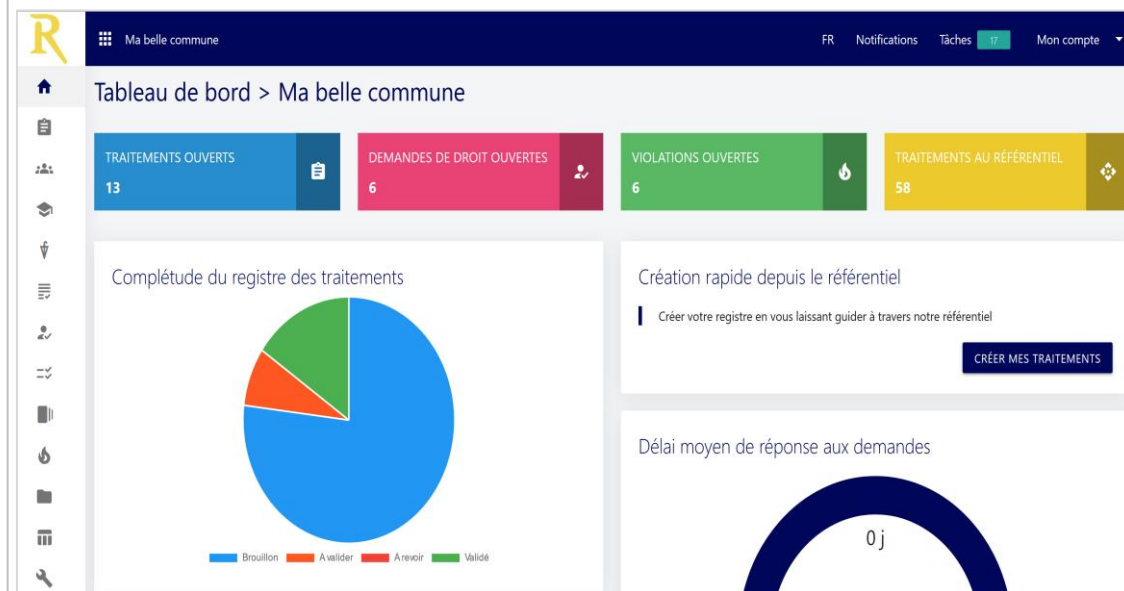 R
Ma belle commune
FR Notifications Tâches 17 Mon compte
Tableau de bord > Ma belle commune
TRAITEMENTS OUVERTS
13
DEMANDES DE DROIT OUVERTES
6
VIOLATIONS OUVERTES
6
TRAITEMENTS AU RÉFÉRENTIEL
58
Complétude du registre des traitements
Brouillon A valider A revoir Validé
Création rapide depuis le référentiel
Créer votre registre en vous laissant guider à travers notre référentiel
CRÉER MES TRAITEMENTS
Délai moyen de réponse aux demandes
0 j